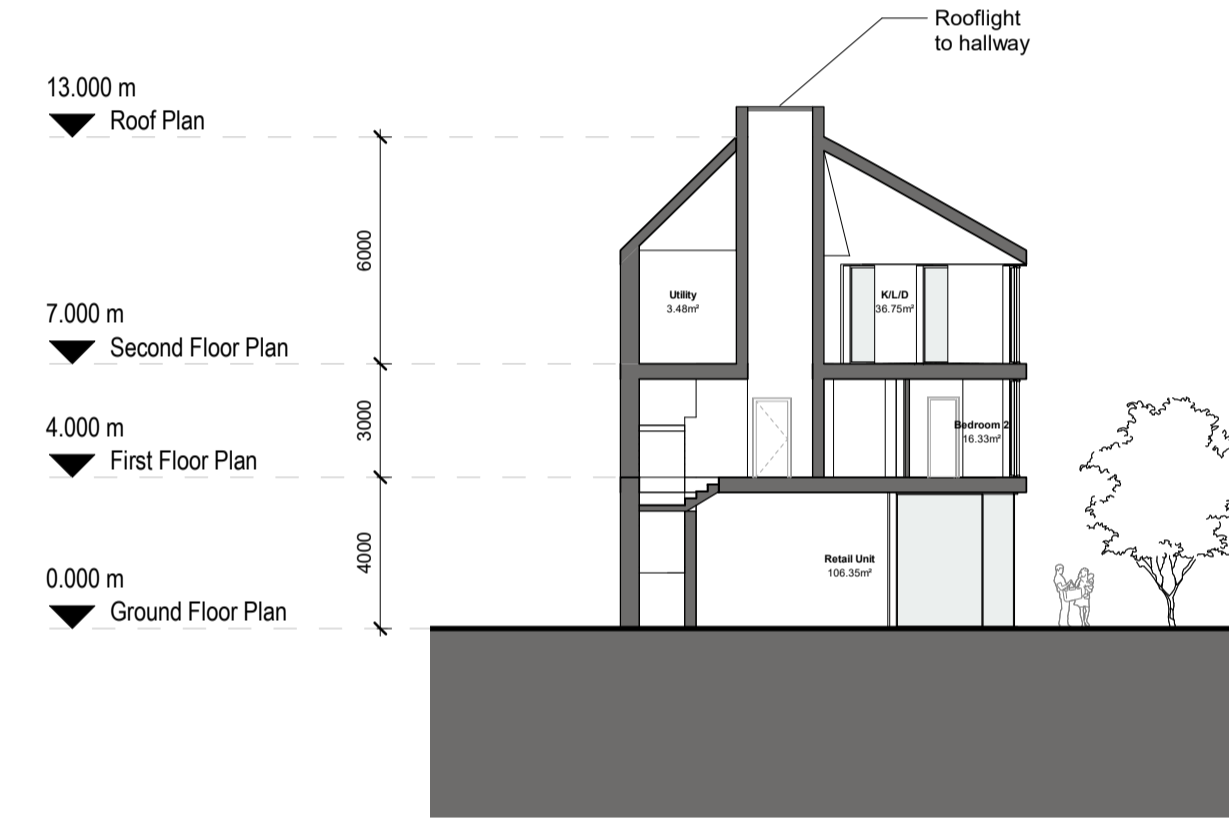 Rooflight
to hallway
13.000 m
Roof Plan
6000
Utility
3.48m²
K/L/D
36.75m²
7.000 m
Second Floor Plan
3000
4.000 m
First Floor Plan
Bedroom 2
16.33m²
4000
Retail Unit
106.35m²
0.000 m
Ground Floor Plan